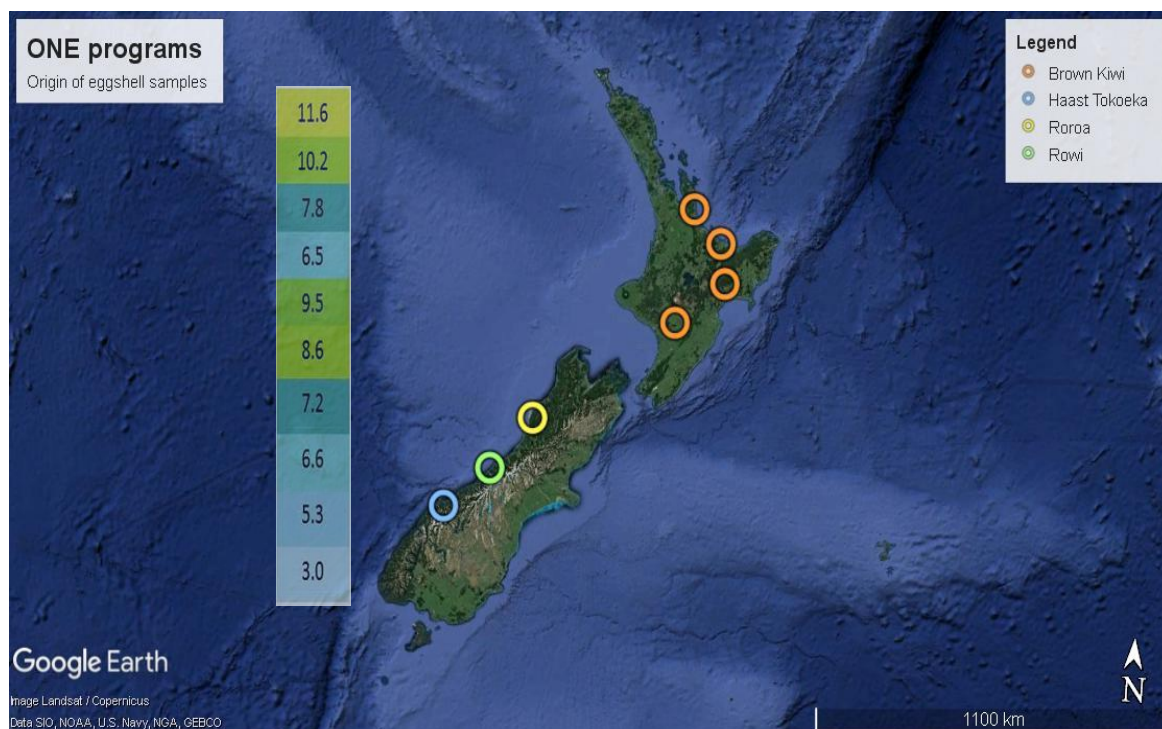 ONE programs
Origin of eggshell samples
Legend
Brown Kiwi
Haast Tokoeka
Roroa
Rowi
11.6
10.2
7.8
6.5
9.5
8.6
7.2
6.6
5.3
3.0
Google Earth
Image Landsat / Copernicus
Data SIO, NOAA, U.S. Navy, NGA, GEBCO
N
1100 km